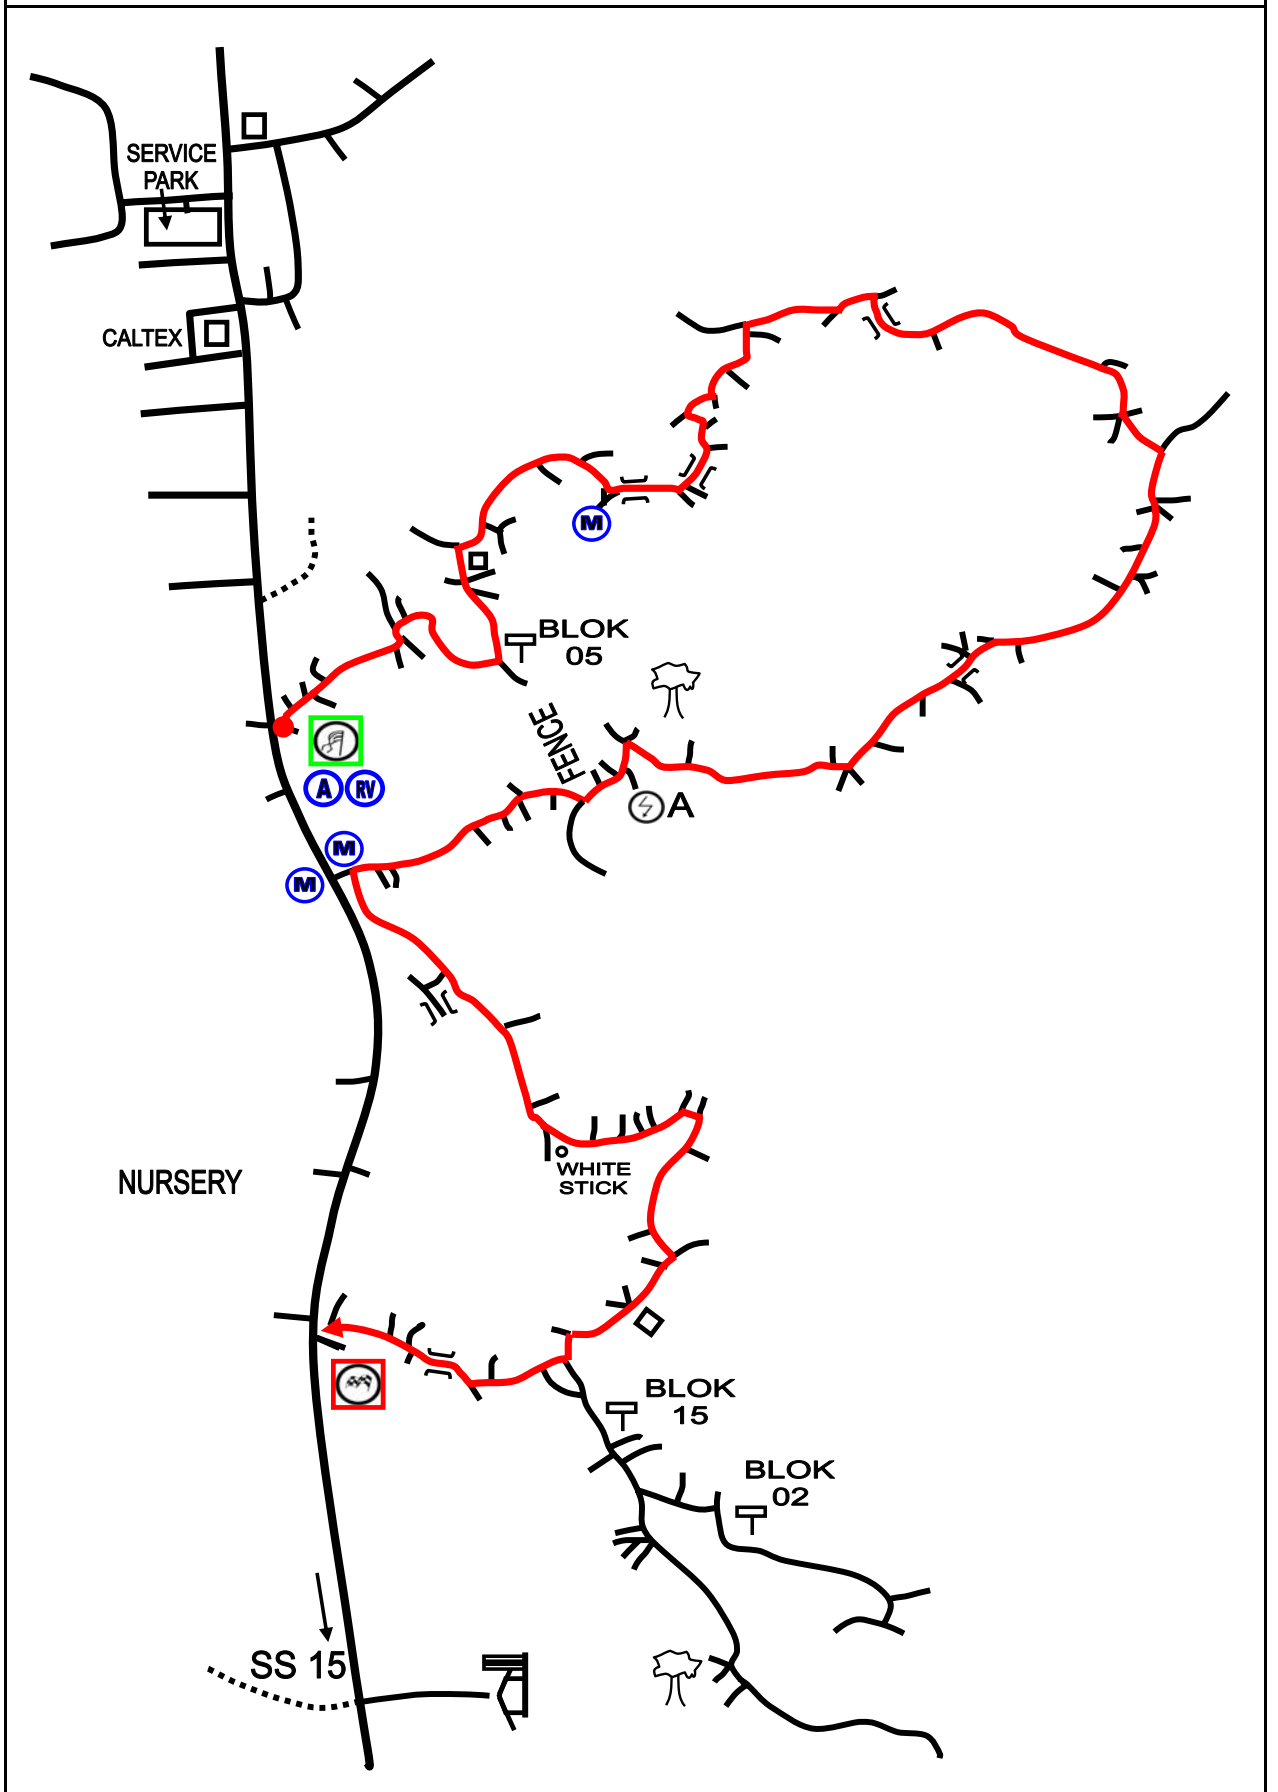 SERVICE
PARK
CALTEX
M
BLOK
05
FENCE
A
RV
A
M
M
WHITE
STICK
NURSERY
BLOK
15
BLOK
02
SS 15